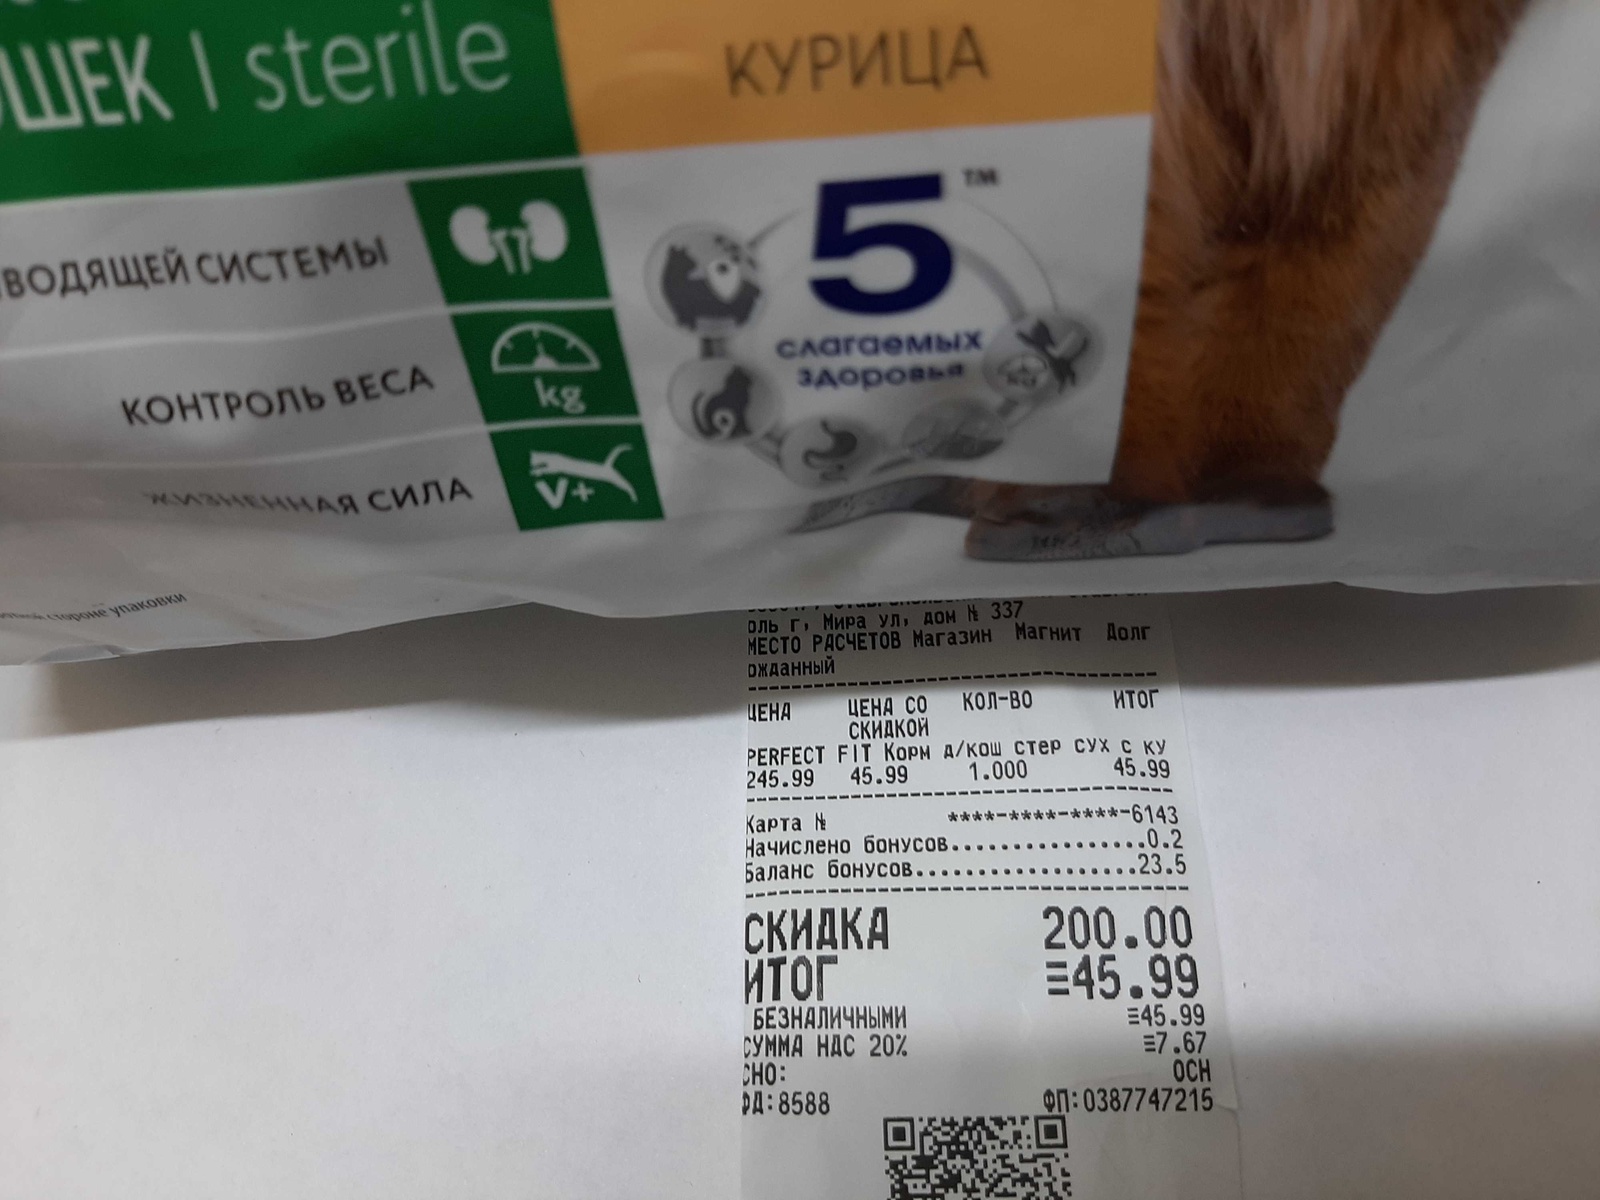 ШЕК | sterile
КУРИЦА
ВОДЯЩЕЙ СИСТЕМЫ
5™
слагаемых
здоровья
КОНТРОЛЬ ВЕСА
kg
ЖИЗНЕННАЯ СИЛА
V+
стороне упаковки
оль г, Мира ул, дом № 337
МЕСТО РАСЧЕТОВ Магазин Магнит Долг
ожданный
ЦЕНА ЦЕНА СО КОЛ-ВО ИТОГ
СКИДКОЙ
PERFECT FIT Корм д/кош стер сух с ку
245.99 45.99 1.000 45.99
Карта № ****-****-****-6143
Начислено бонусов................0.2
Баланс бонусов.................23.5
СКИДКА 200.00
ИТОГ ≡45.99
БЕЗНАЛИЧНЫМИ ≡45.99
СУММА НДС 20% ≡7.67
СНО: ОСН
ФД:8588 ФП:0387747215